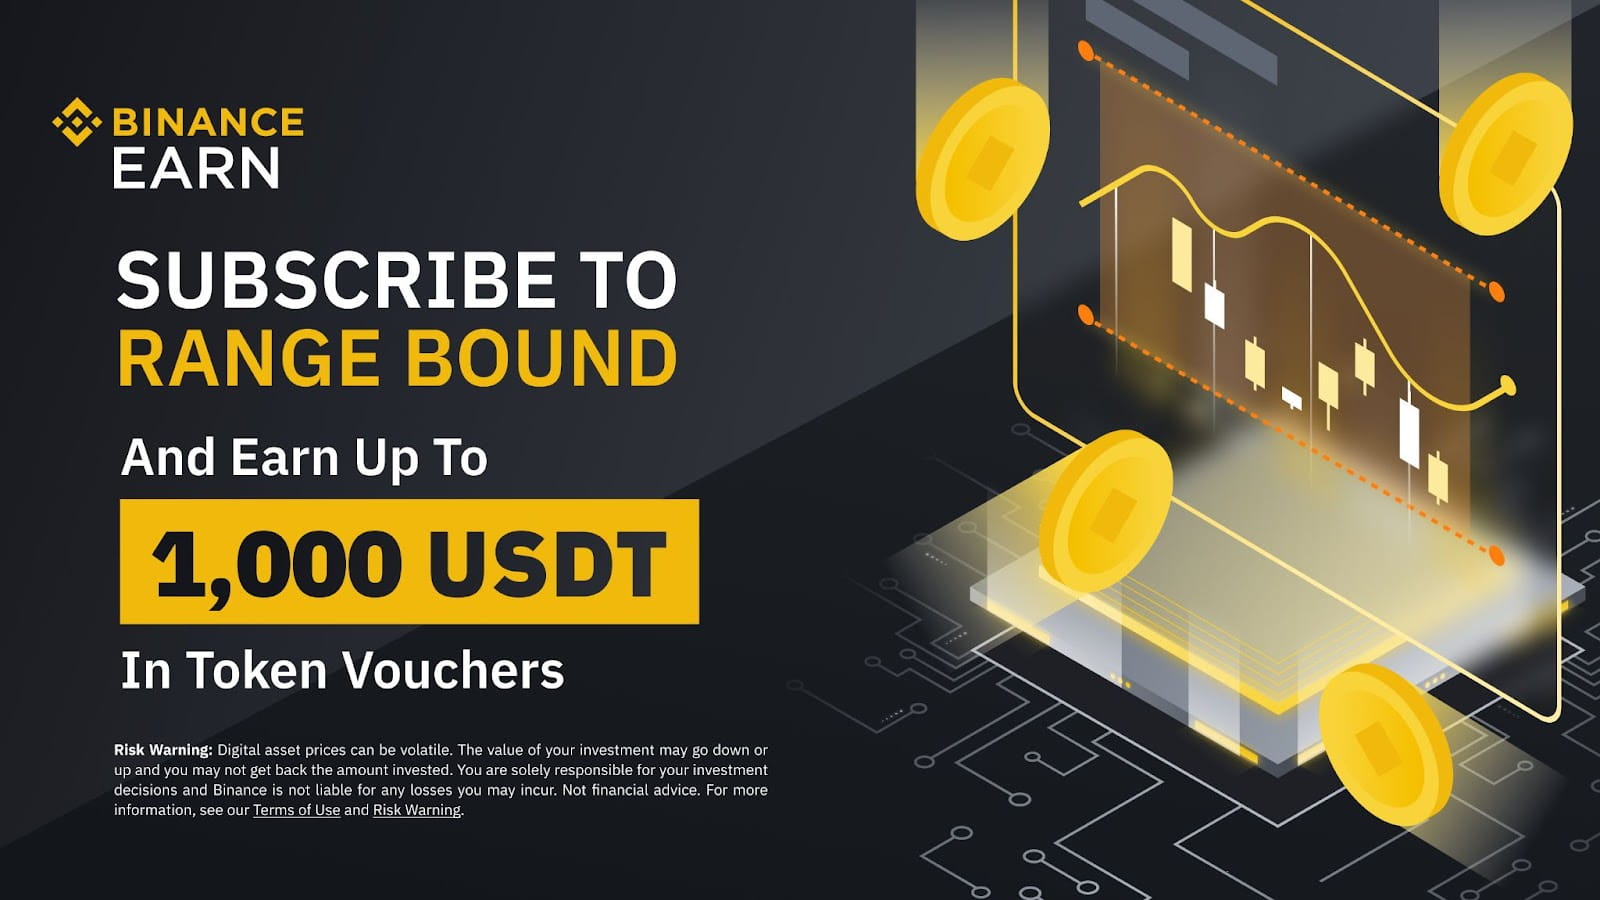 BINANCE
EARN
SUBSCRIBE TO
RANGE BOUND
And Earn Up To
1,000 USDT
In Token Vouchers
Risk Warning: Digital asset prices can be volatile. The value of your investment may go down or
up and you may not get back the amount invested. You are solely responsible for your investment
decisions and Binance is not liable for any losses you may incur. Not financial advice. For more
information, see our Terms of Use and Risk Warning.